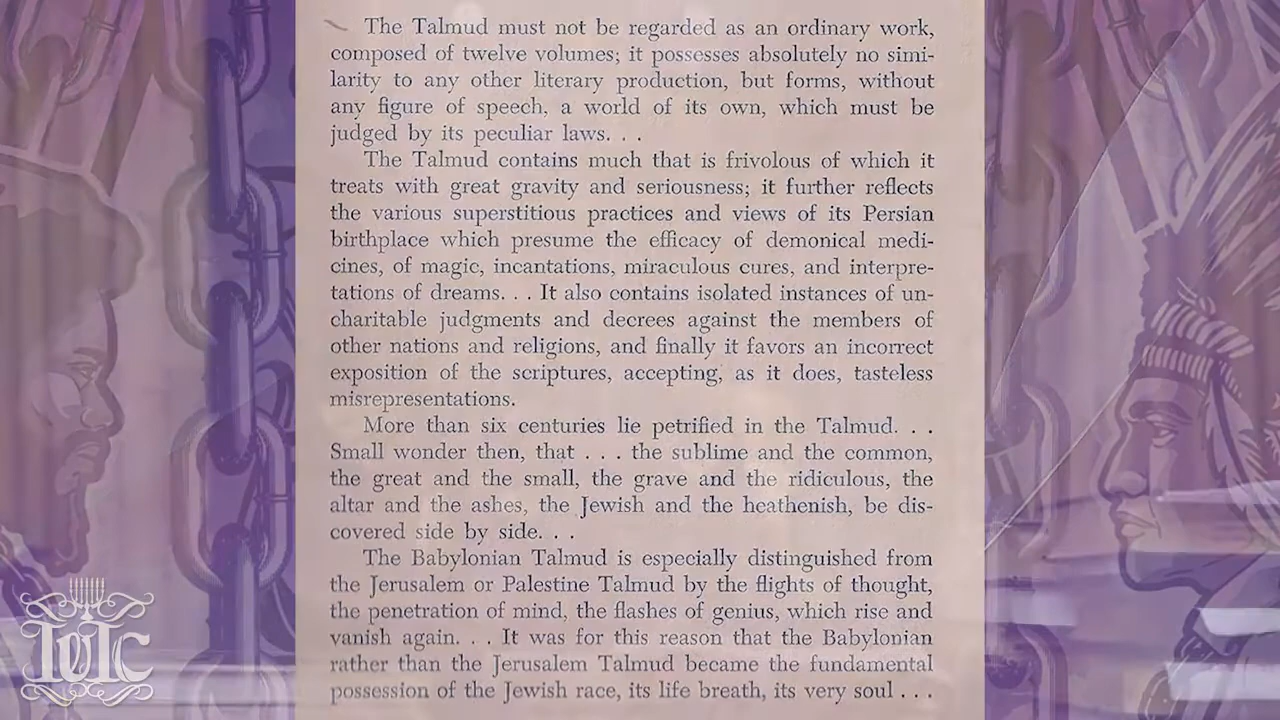 The Talmud must not be regarded as an ordinary work,
composed of twelve volumes; it possesses absolutely no simi-
larity to any other literary production, but forms, without
any figure of speech, a world of its own, which must be
judged by its peculiar laws. . .
The Talmud contains much that is frivolous of which it
treats with great gravity and seriousness; it further reflects
the various superstitious practices and views of its Persian
birthplace which presume the efficacy of demonical medi-
cines, of magic, incantations, miraculous cures, and interpre-
tations of dreams. . . It also contains isolated instances of un-
charitable judgments and decrees against the members of
other nations and religions, and finally it favors an incorrect
exposition of the scriptures, accepting, as it does, tasteless
misrepresentations.
More than six centuries lie petrified in the Talmud. . .
Small wonder then, that . . . the sublime and the common,
the great and the small, the grave and the ridiculous, the
altar and the ashes, the Jewish and the heathenish, be dis-
covered side by side. . .
The Babylonian Talmud is especially distinguished from
the Jerusalem or Palestine Talmud by the flights of thought,
the penetration of mind, the flashes of genius, which rise and
vanish again. . . It was for this reason that the Babylonian
rather than the Jerusalem Talmud became the fundamental
possession of the Jewish race, its life breath, its very soul . . .
IUIC